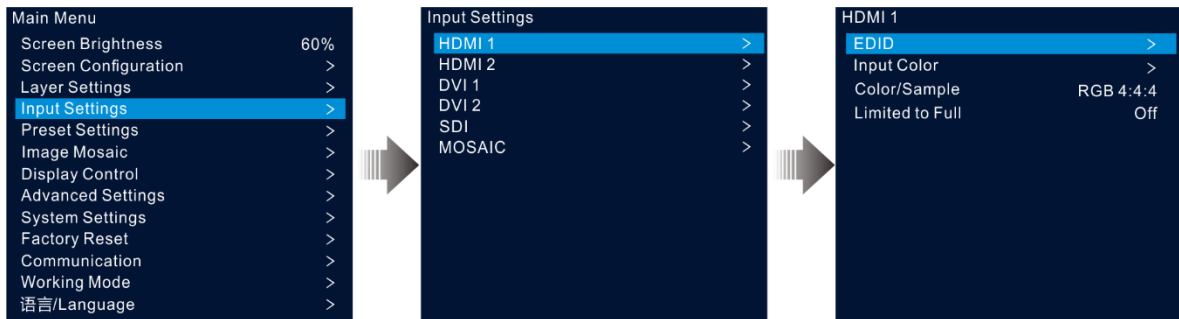 Main Menu
Screen Brightness 60%
Screen Configuration >
Layer Settings >
Input Settings >
Preset Settings >
Image Mosaic >
Display Control >
Advanced Settings >
System Settings >
Factory Reset >
Communication >
Working Mode >
语言/Language >
Input Settings
HDMI 1 >
HDMI 2 >
DVI 1 >
DVI 2 >
SDI >
MOSAIC >
HDMI 1
EDID >
Input Color >
Color/Sample RGB 4:4:4
Limited to Full Off